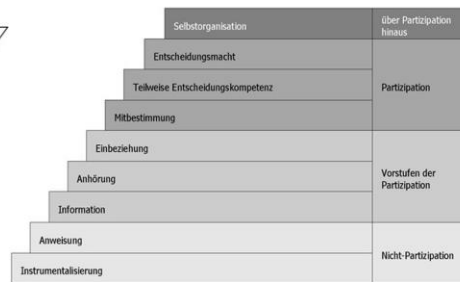 Selbstorganisation
über Partizipation
hinaus
Entscheidungsmacht
Teilweise Entscheidungskompetenz
Partizipation
Mitbestimmung
Einbeziehung
Anhörung
Vorstufen der
Partizipation
Information
Anweisung
Nicht-Partizipation
Instrumentalisierung